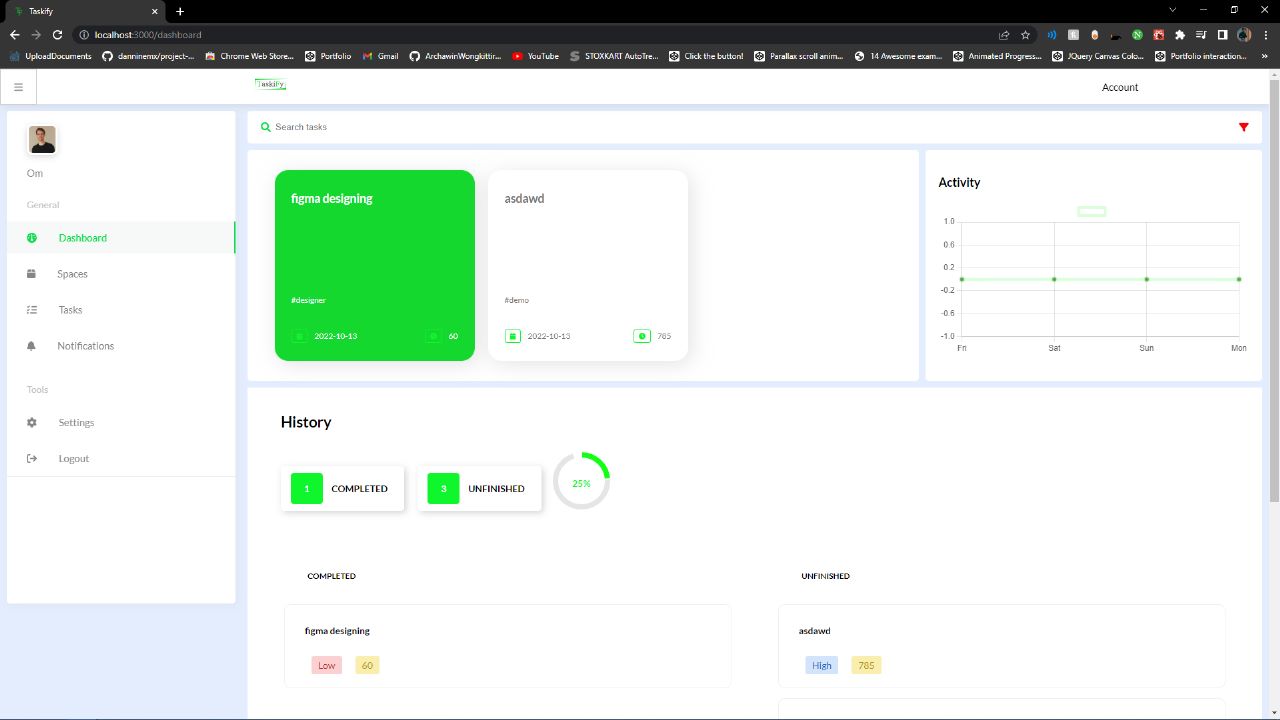 Taskify
localhost:3000/dashboard
UploadDocuments
danninemx/project-...
Chrome Web Store...
Portfolio
Gmail
ArchawinWongkittir...
YouTube
STOXKART AutoTre...
Click the button!
Parallax scroll anim...
14 Awesome exam...
Animated Progress...
JQuery Canvas Colo...
Portfolio interaction...
»
Taskify
Account
Om
General
Dashboard
Spaces
Tasks
Notifications
Tools
Settings
Logout
Search tasks
figma designing
#designer
2022-10-13
60
asdawd
#demo
2022-10-13
785
Activity
1.0
0.6
0.2
-0.2
-0.6
-1.0
Fri
Sat
Sun
Mon
History
1
COMPLETED
3
UNFINISHED
25%
COMPLETED
figma designing
Low
60
UNFINISHED
asdawd
High
785